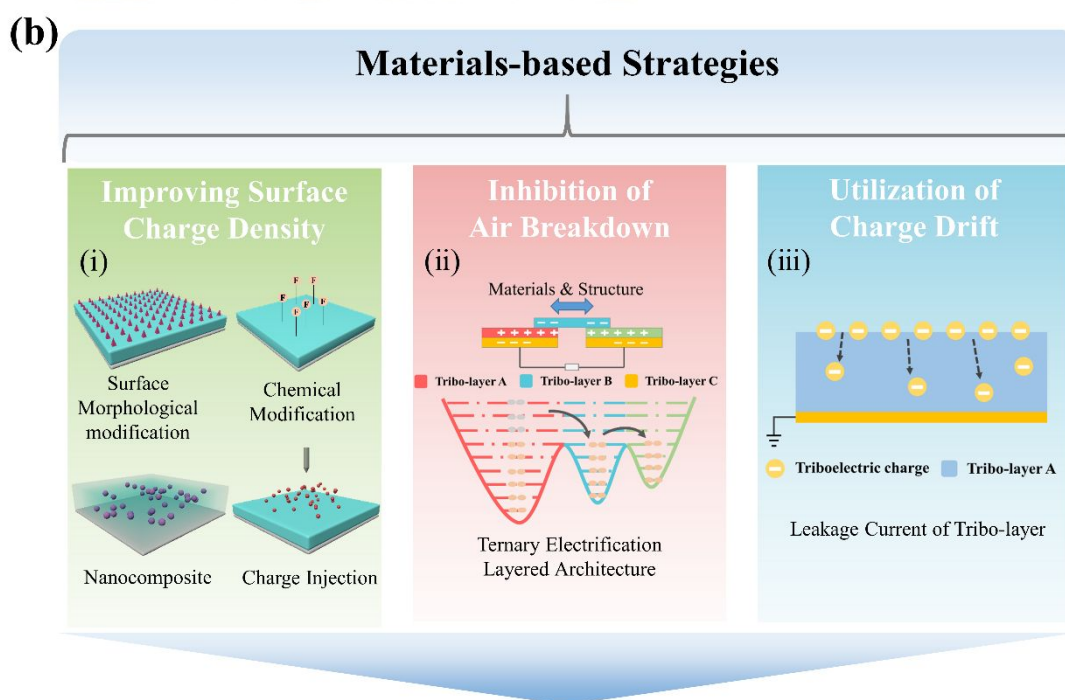 (b)
Materials-based Strategies
Improving Surface
Charge Density
(i)
F F F F F F
Surface
Morphological
modification
Chemical
Modification
Nanocomposite
Charge Injection
Inhibition of
Air Breakdown
(ii)
Materials & Structure
Tribo-layer A Tribo-layer B Tribo-layer C
Ternary Electrification
Layered Architecture
Utilization of
Charge Drift
(iii)
Triboelectric charge Tribo-layer A
Leakage Current of Tribo-layer